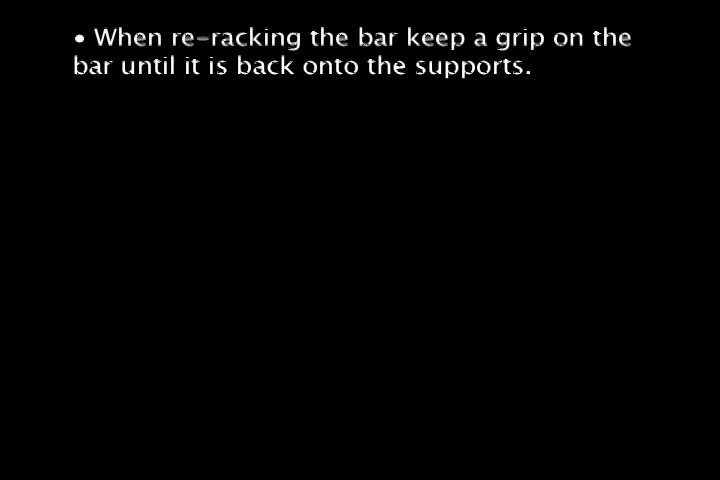 • When re-racking the bar keep a grip on the
bar until it is back onto the supports.